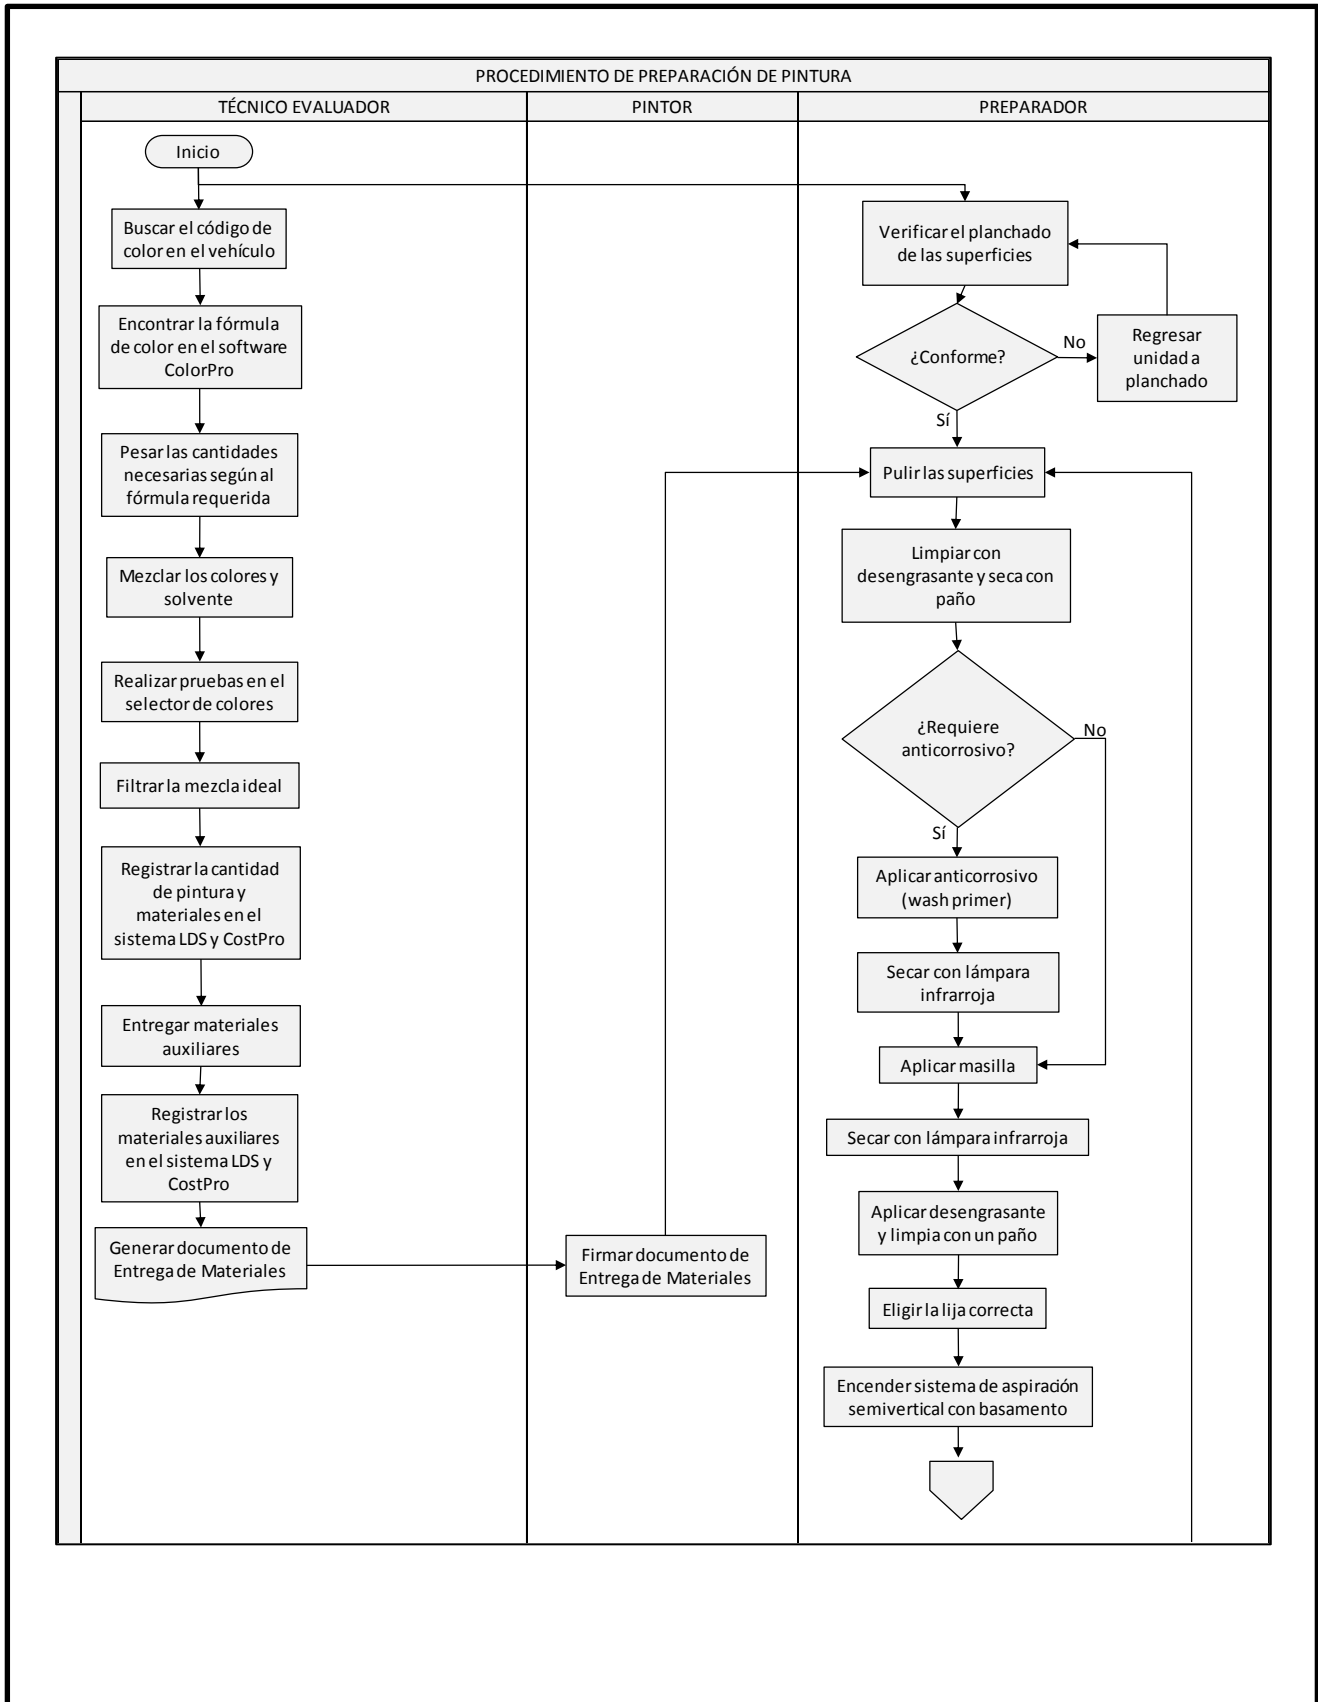 PROCEDIMIENTO DE PREPARACIÓN DE PINTURA
TÉCNICO EVALUADOR
PINTOR
PREPARADOR
Inicio
Buscar el código de
color en el vehículo
Encontrar la fórmula
de color en el software
ColorPro
Pesar las cantidades
necesarias según al
fórmula requerida
Mezclar los colores y
solvente
Realizar pruebas en el
selector de colores
Filtrar la mezcla ideal
Registrar la cantidad
de pintura y
materiales en el
sistema LDS y CostPro
Entregar materiales
auxiliares
Registrar los
materiales auxiliares
en el sistema LDS y
CostPro
Generar documento de
Entrega de Materiales
Firmar documento de
Entrega de Materiales
Verificar el planchado
de las superficies
¿Conforme?
No
Regresar
unidad a
planchado
Sí
Pulir las superficies
Limpiar con
desengrasante y seca con
paño
¿Requiere
anticorrosivo?
No
Sí
Aplicar anticorrosivo
(wash primer)
Secar con lámpara
infrarroja
Aplicar masilla
Secar con lámpara infrarroja
Aplicar desengrasante
y limpia con un paño
Eligir la lija correcta
Encender sistema de aspiración
semivertical con basamento